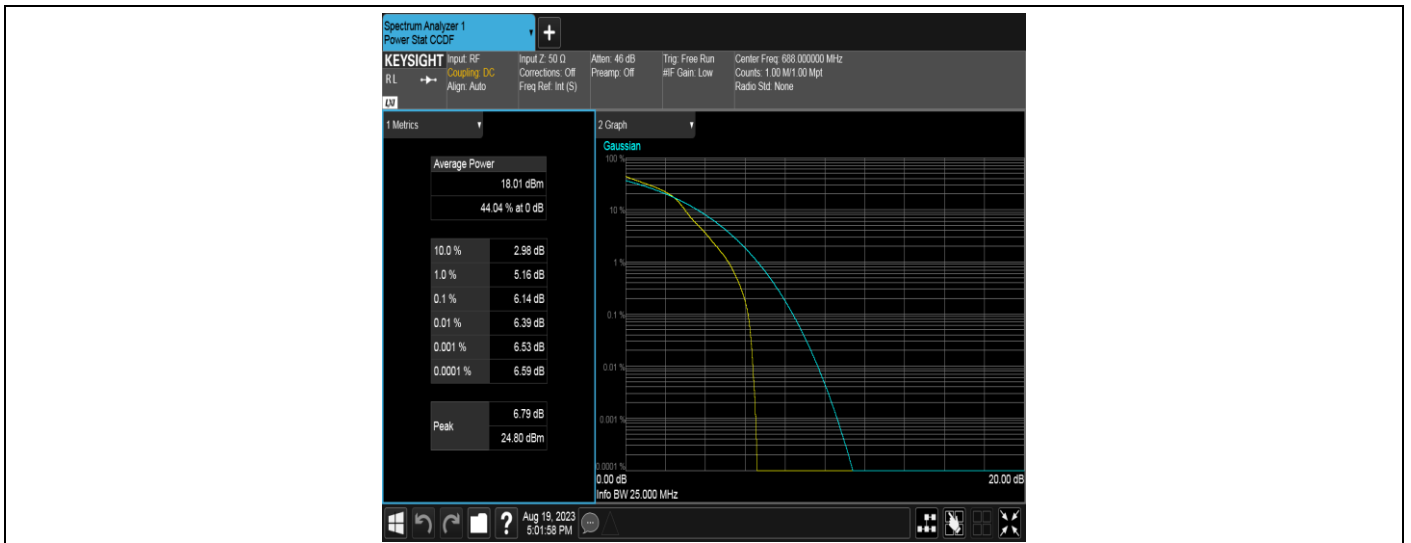 Spectrum Analyzer 1
Power Stat CCDF
+
KEYSIGHT
RL
LXI
Input: RF
Coupling: DC
Align: Auto
Input Z: 50 Ω
Corrections: Off
Freq Ref: Int (S)
Atten: 46 dB
Preamp: Off
Trig: Free Run
#IF Gain: Low
Center Freq: 688.000000 MHz
Counts: 1.00 M/1.00 Mpt
Radio Std: None
1 Metrics
Average Power
18.01 dBm
44.04 % at 0 dB
10.0 % 2.98 dB
1.0 % 5.16 dB
0.1 % 6.14 dB
0.01 % 6.39 dB
0.001 % 6.53 dB
0.0001 % 6.59 dB
Peak
6.79 dB
24.80 dBm
2 Graph
Gaussian
100 %
10 %
1 %
0.1 %
0.01 %
0.001 %
0.0001 %
0.00 dB 20.00 dB
Info BW 25.000 MHz
?
Aug 19, 2023
5:01:58 PM